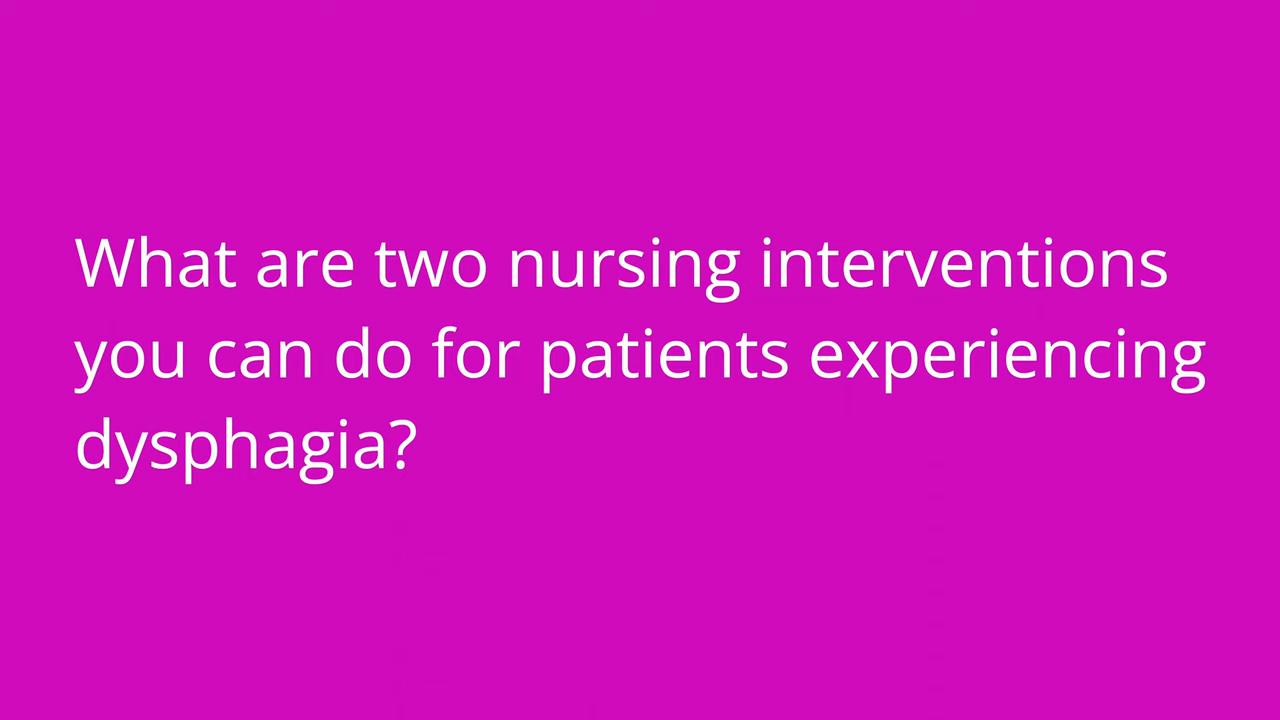 What are two nursing interventions
you can do for patients experiencing
dysphagia?